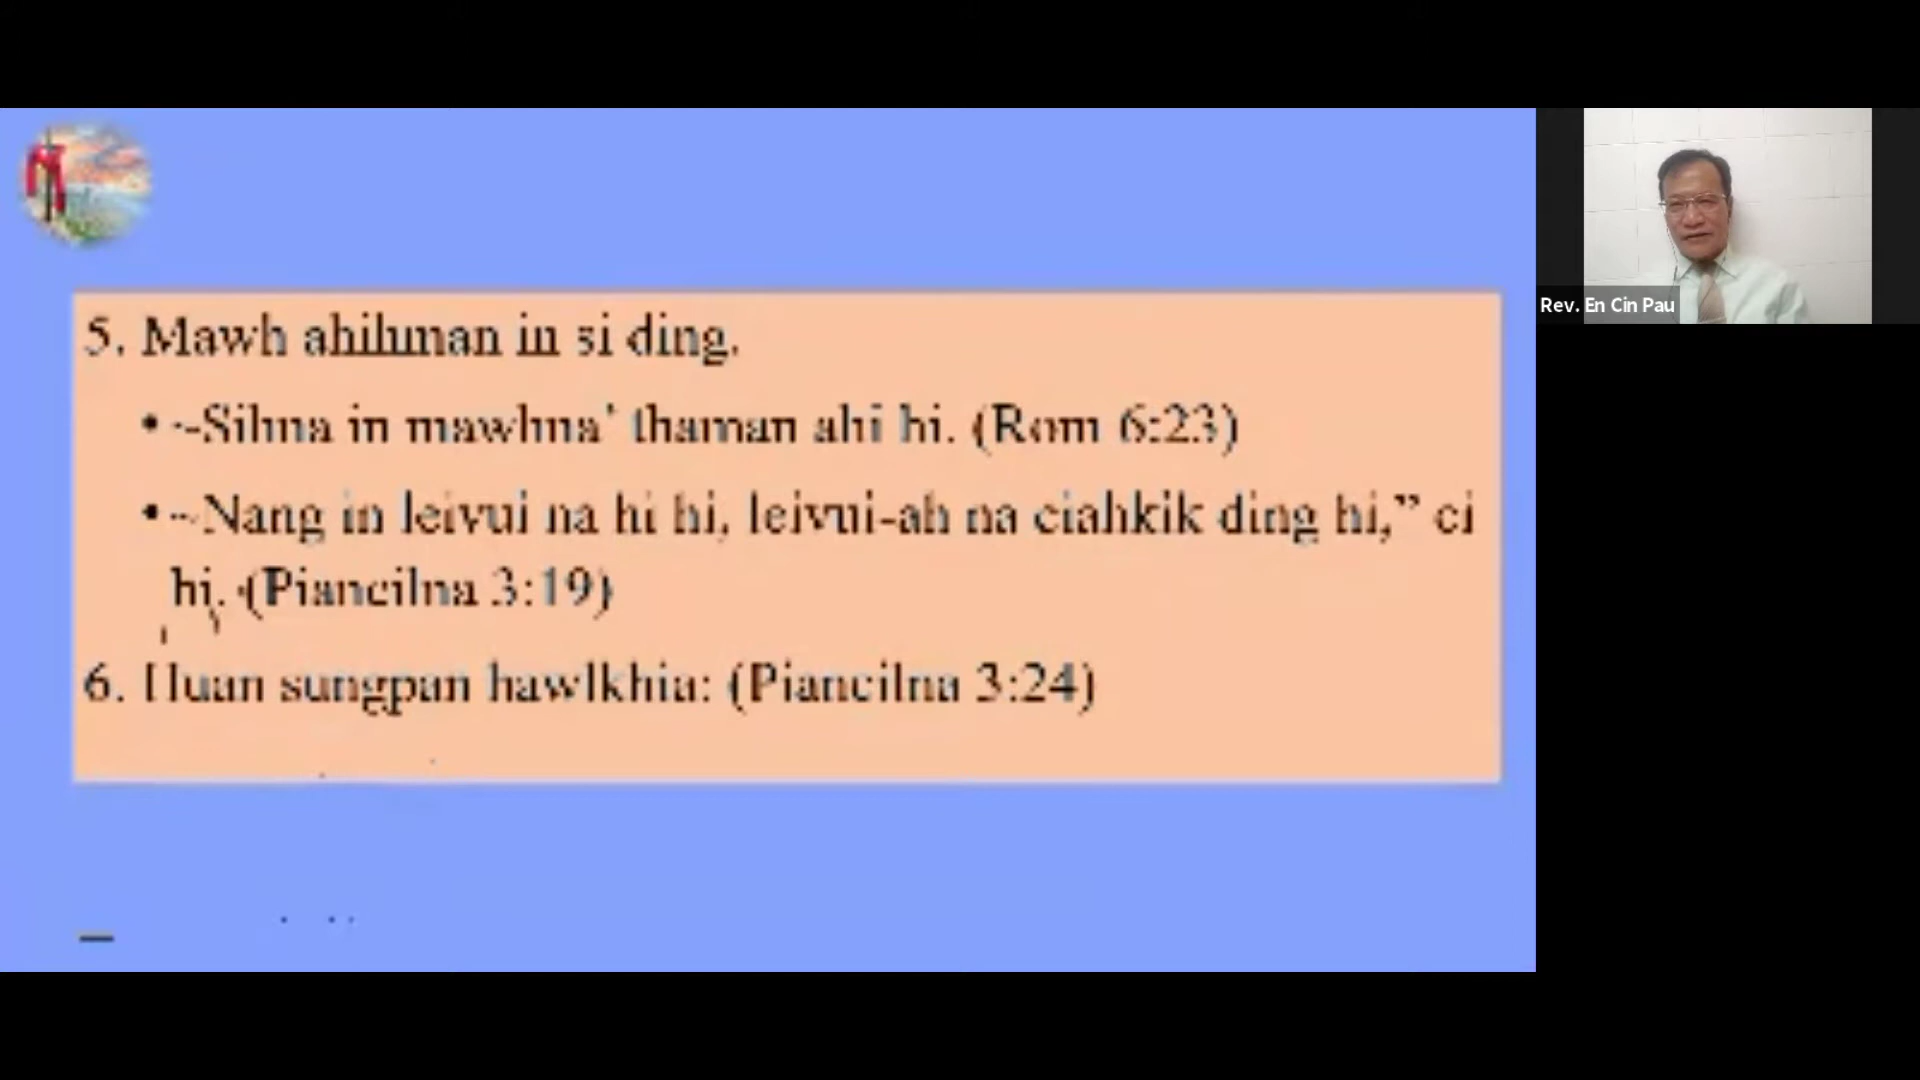 5. Mawh ahihman in si ding.
• ~Sihna in mawhna’ thaman ahi hi. (Rom 6:23)
• ~Nang in leivui na hi hi, leivui-ah na ciahkik ding hi,” ci
hi. (Piancilna 3:19)
6. Huan sungpan hawlkhia: (Piancilna 3:24)
Rev. En Cin Pau